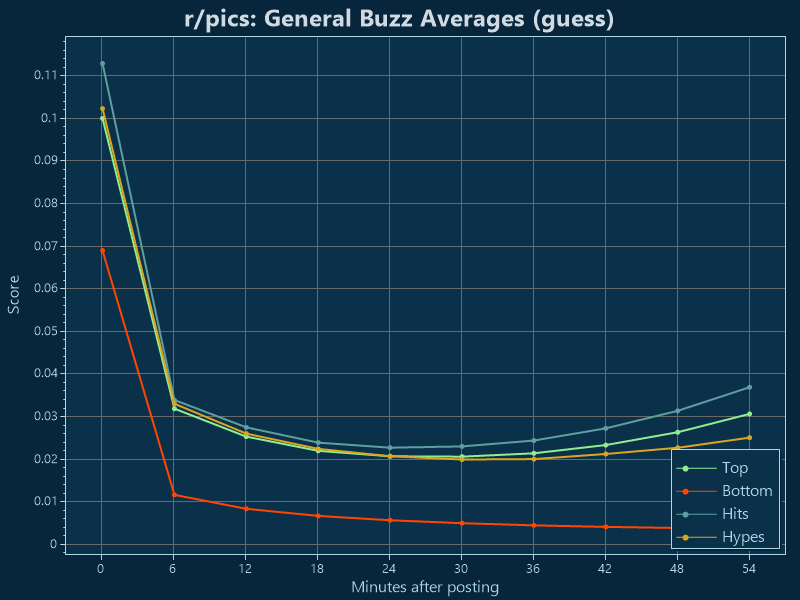 r/pics: General Buzz Averages (guess)
0.11
0.1
0.09
0.08
0.07
0.06
0.05
0.04
0.03
0.02
0.01
0
Score
Top
Bottom
Hits
Hypes
0 6 12 18 24 30 36 42 48 54
Minutes after posting